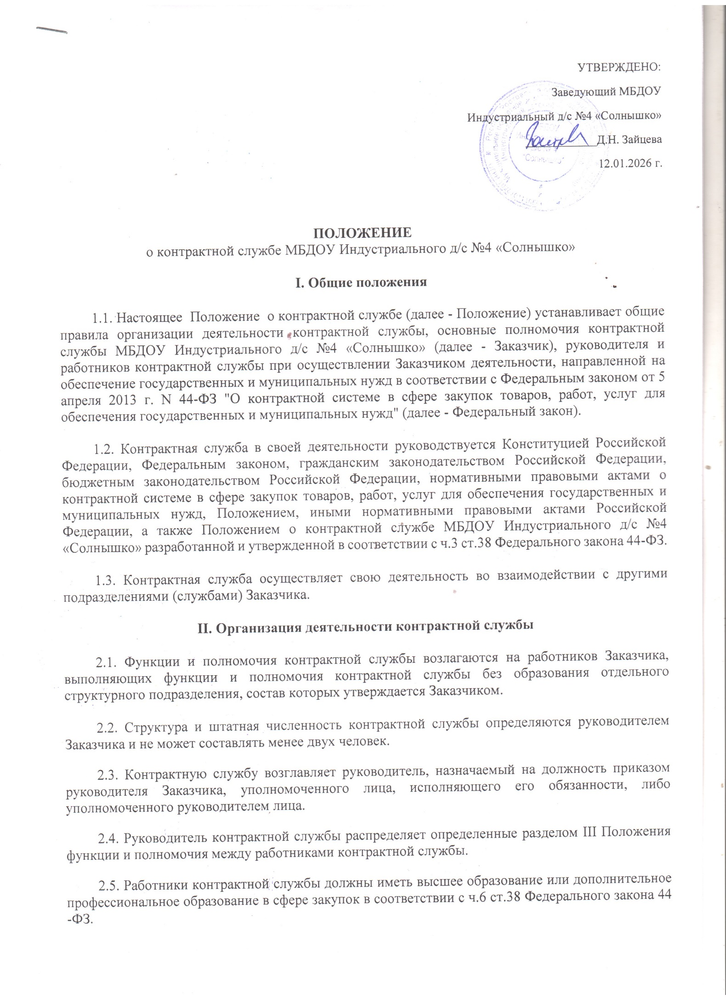 УТВЕРЖДЕНО:
Заведующий МБДОУ
Индустриальный д/с №4 «Солнышко»
Д.Н. Зайцева
"Солнышко"
12.01.2026 г.
ПОЛОЖЕНИЕ
о контрактной службе МБДОУ Индустриального д/с №4 «Солнышко»
I. Общие положения
1.1. Настоящее Положение о контрактной службе (далее - Положение) устанавливает общие
правила организации деятельности контрактной службы, основные полномочия контрактной
службы МБДОУ Индустриального д/с №4 «Солнышко» (далее - Заказчик), руководителя и
работников контрактной службы при осуществлении Заказчиком деятельности, направленной на
обеспечение государственных и муниципальных нужд в соответствии с Федеральным законом от 5
апреля 2013 г. N 44-ФЗ "О контрактной системе в сфере закупок товаров, работ, услуг для
обеспечения государственных и муниципальных нужд" (далее - Федеральный закон).
1.2. Контрактная служба в своей деятельности руководствуется Конституцией Российской
Федерации, Федеральным законом, гражданским законодательством Российской Федерации,
бюджетным законодательством Российской Федерации, нормативными правовыми актами о
контрактной системе в сфере закупок товаров, работ, услуг для обеспечения государственных и
муниципальных нужд, Положением, иными нормативными правовыми актами Российской
Федерации, а также Положением о контрактной службе МБДОУ Индустриального д/с №4
«Солнышко» разработанной и утвержденной в соответствии с ч.3 ст.38 Федерального закона 44-ФЗ.
1.3. Контрактная служба осуществляет свою деятельность во взаимодействии с другими
подразделениями (службами) Заказчика.
II. Организация деятельности контрактной службы
2.1. Функции и полномочия контрактной службы возлагаются на работников Заказчика,
выполняющих функции и полномочия контрактной службы без образования отдельного
структурного подразделения, состав которых утверждается Заказчиком.
2.2. Структура и штатная численность контрактной службы определяются руководителем
Заказчика и не может составлять менее двух человек.
2.3. Контрактную службу возглавляет руководитель, назначаемый на должность приказом
руководителя Заказчика, уполномоченного лица, исполняющего его обязанности, либо
уполномоченного руководителем лица.
2.4. Руководитель контрактной службы распределяет определенные разделом III Положения
функции и полномочия между работниками контрактной службы.
2.5. Работники контрактной службы должны иметь высшее образование или дополнительное
профессиональное образование в сфере закупок в соответствии с ч.6 ст.38 Федерального закона 44
-ФЗ.